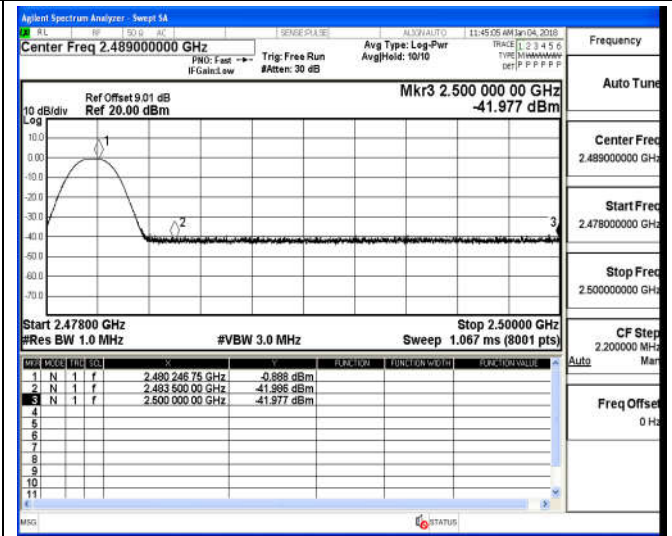 Agilent Spectrum Analyzer - Swept SA
RL RF 50 Ω AC SENSE:PULSE ALIGNAUTO 11:45:05 AM Jan 04, 2018
Center Freq 2.489000000 GHz
PNO: Fast
IFGain:Low
Trig: Free Run
#Atten: 30 dB
Avg Type: Log-Pwr
Avg|Hold: 10/10
TRACE 1 2 3 4 5 6
TYPE
DET P P P P P P
Frequency
Auto Tune
Ref Offset 9.01 dB
10 dB/div Ref 20.00 dBm
Log
Mkr3 2.500 000 00 GHz
-41.977 dBm
10.0
0.00
-10.0
-20.0
-30.0
-40.0
-50.0
-60.0
-70.0
1
2
3
Center Freq
2.489000000 GHz
Start Freq
2.478000000 GHz
Stop Freq
2.500000000 GHz
Start 2.47800 GHz
Stop 2.50000 GHz
#Res BW 1.0 MHz #VBW 3.0 MHz Sweep 1.067 ms (8001 pts)
CF Step
2.200000 MHz
Auto Man
MKR MODE TRC SCL X Y FUNCTION FUNCTION WIDTH FUNCTION VALUE
1 N 1 f 2.480 246 75 GHz -0.888 dBm
2 N 1 f 2.483 500 00 GHz -41.986 dBm
3 N 1 f 2.500 000 00 GHz -41.977 dBm
4
5
6
7
8
9
10
11
Freq Offset
0 Hz
MSG STATUS